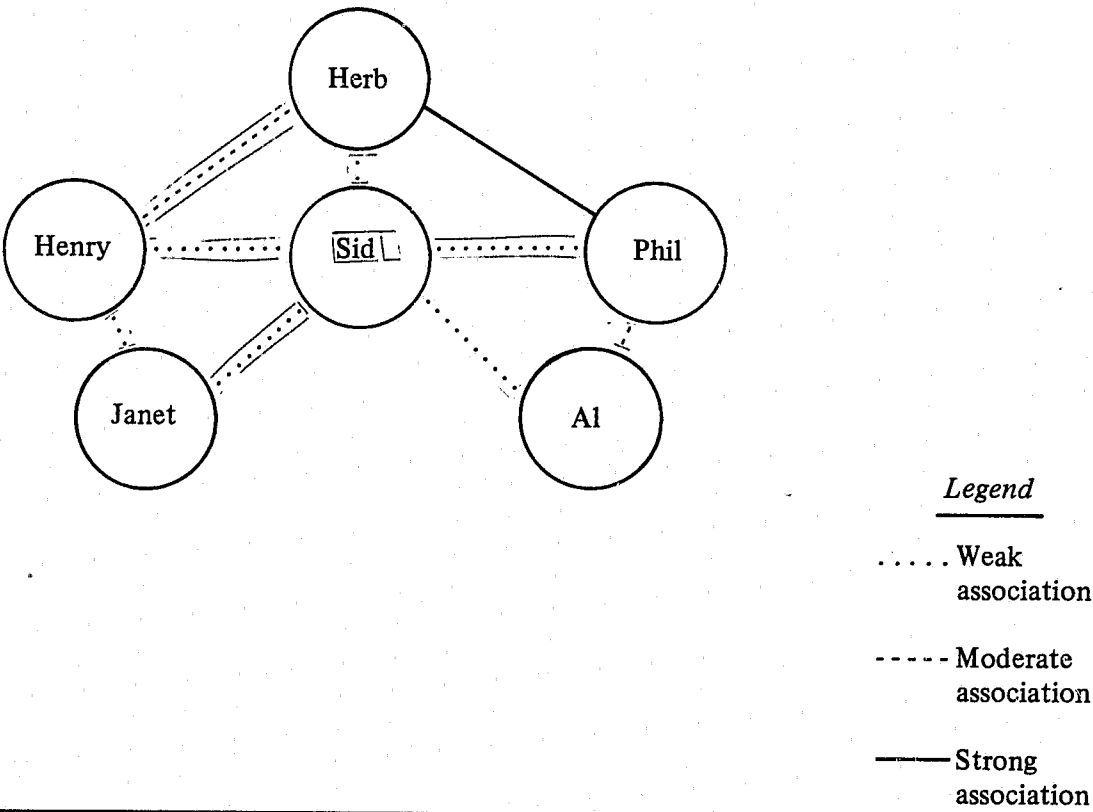 Herb
Henry
Sid
Phil
Janet
Al
Legend
Weak
association
Moderate
association
Strong
association